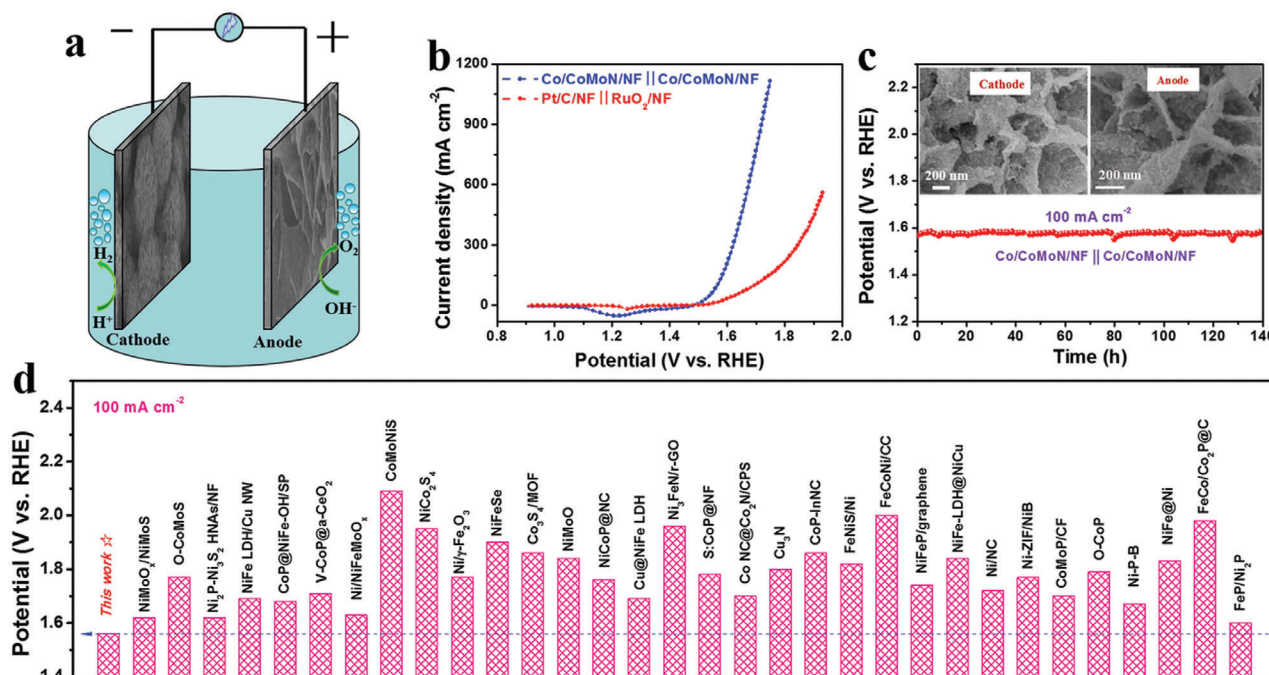 a
−
+
H₂
H⁺
O₂
OH⁻
Cathode
Anode
b
Co/CoMoN/NF || Co/CoMoN/NF
Pt/C/NF || RuO₂/NF
Current density (mA cm⁻²)
1200
900
600
300
0
0.8
1.0
1.2
1.4
1.6
1.8
2.0
Potential (V vs. RHE)
c
Cathode
Anode
200 nm
200 nm
100 mA cm⁻²
Co/CoMoN/NF || Co/CoMoN/NF
Potential (V vs. RHE)
2.2
2.0
1.8
1.6
1.4
1.2
0
20
40
60
80
100
120
140
Time (h)
d
100 mA cm⁻²
Potential (V vs. RHE)
2.4
2.2
2.0
1.8
1.6
1.4
This work ☆
NiMoOₓ/NiMoS
O-CoMoS
Ni₂P-Ni₃S₂ HNAs/NF
NiFe LDH/Cu NW
CoP@NiFe-OH/SP
V-CoP@a-CeO₂
Ni/NiFeMoOₓ
CoMoNiS
NiCo₂S₄
Ni/γ-Fe₂O₃
NiFeSe
Co₃S₄/MOF
NiMoO
NiCoP@NC
Cu@NiFe LDH
Ni₃FeN/r-GO
S:CoP@NF
Co NC@Co₂N/CPS
Cu₃N
CoP-InNC
FeNiS/Ni
FeCoNi/CC
NiFeP/graphene
NiFe-LDH@NiCu
Ni/NC
Ni-ZIF/NiB
CoMoP/CF
O-CoP
Ni-P-B
NiFe@Ni
FeCo/Co₂P@C
FeP/Ni₂P